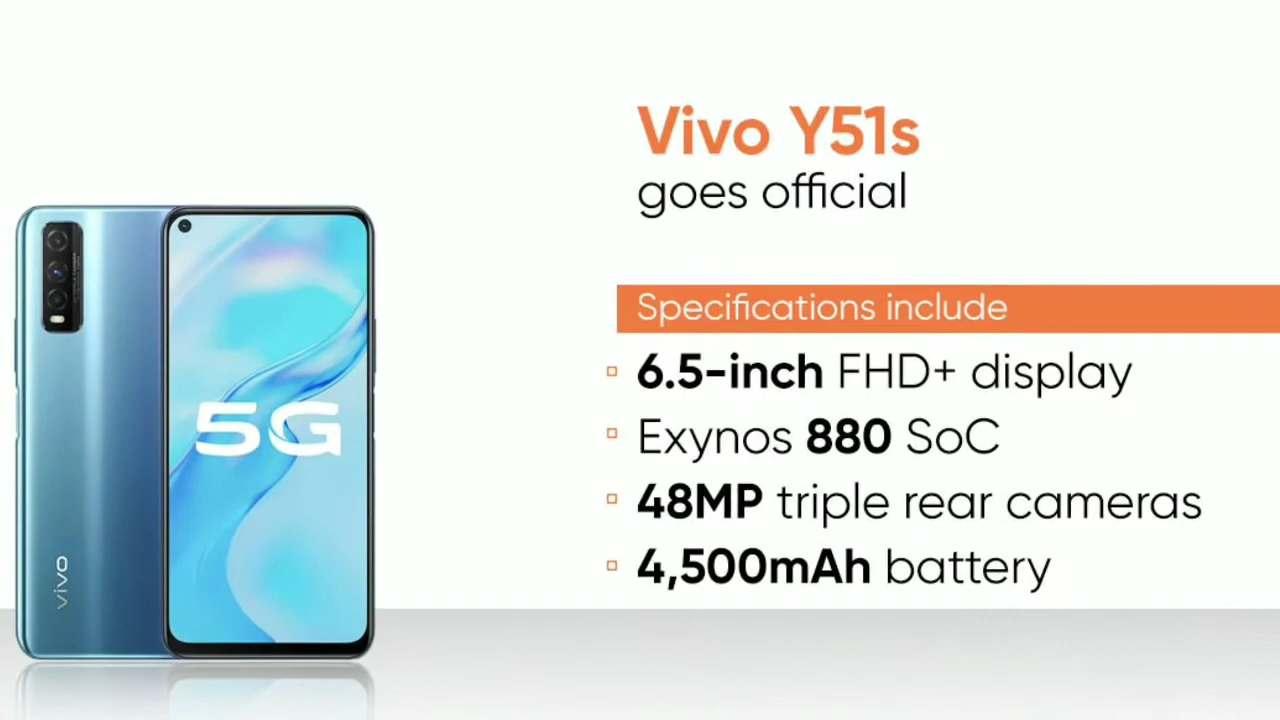 Vivo Y51s
goes official
Specifications include
6.5-inch FHD+ display
Exynos 880 SoC
48MP triple rear cameras
4,500mAh battery
5G
vivo